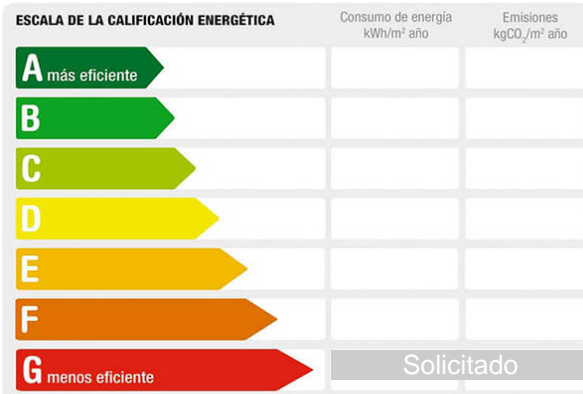 ESCALA DE LA CALIFICACIÓN ENERGÉTICA
Consumo de energía
kWh/m² año
Emisiones
kgCO₂/m² año
A más eficiente
B
C
D
E
F
G menos eficiente
Solicitado